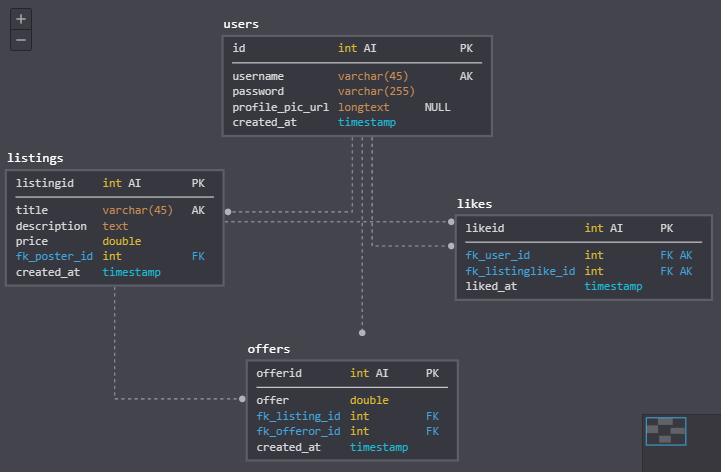 +
−
users
id int AI PK
username varchar(45) AK
password varchar(255)
profile_pic_url longtext NULL
created_at timestamp
listings
listingid int AI PK
title varchar(45) AK
description text
price double
fk_poster_id int FK
created_at timestamp
likes
likeid int AI PK
fk_user_id int FK AK
fk_listinglike_id int FK AK
liked_at timestamp
offers
offerid int AI PK
offer double
fk_listing_id int FK
fk_offeror_id int FK
created_at timestamp